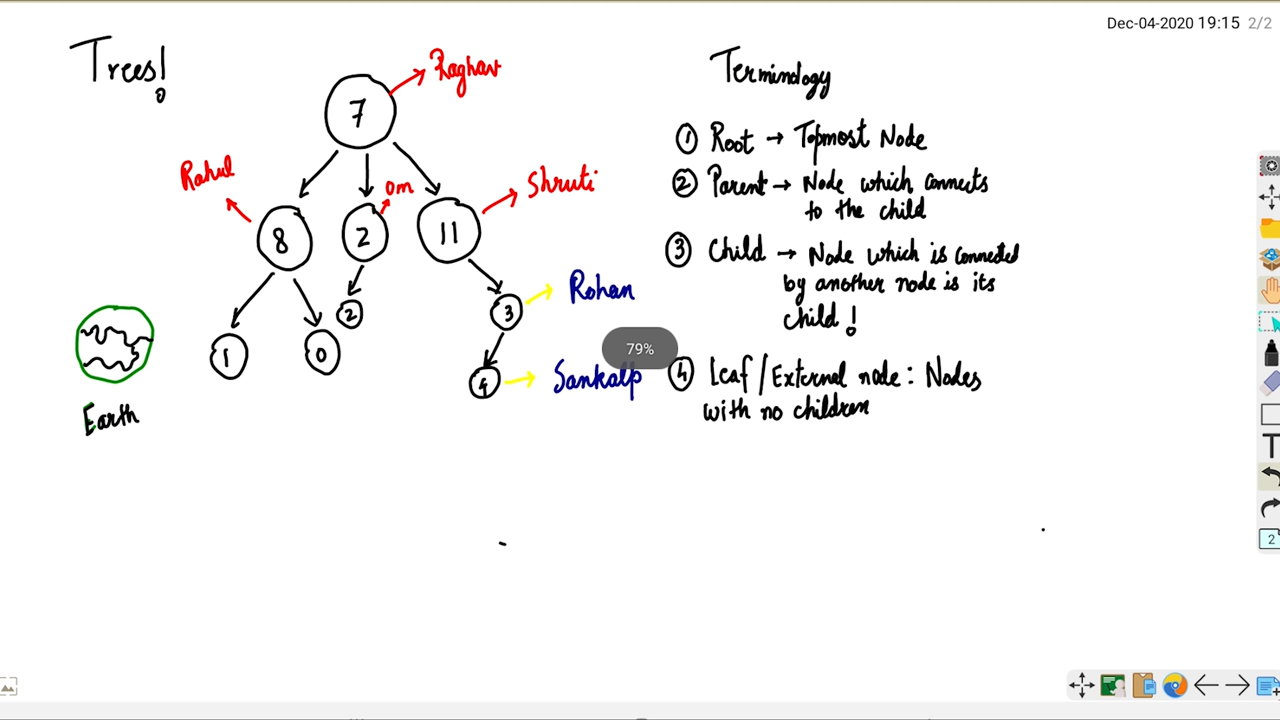 Dec-04-2020 19:15 2/2
Trees!
7
Raghav
Rahul
8
2
Om
11
Shruti
1
0
2
3
Rohan
4
Sankalp
Earth
79%
Terminology
① Root → Topmost Node
② Parent → Node which connects
to the child
③ Child → Node which is connected
by another node is its
child!
④ Leaf / External node : Nodes
with no children
T
2